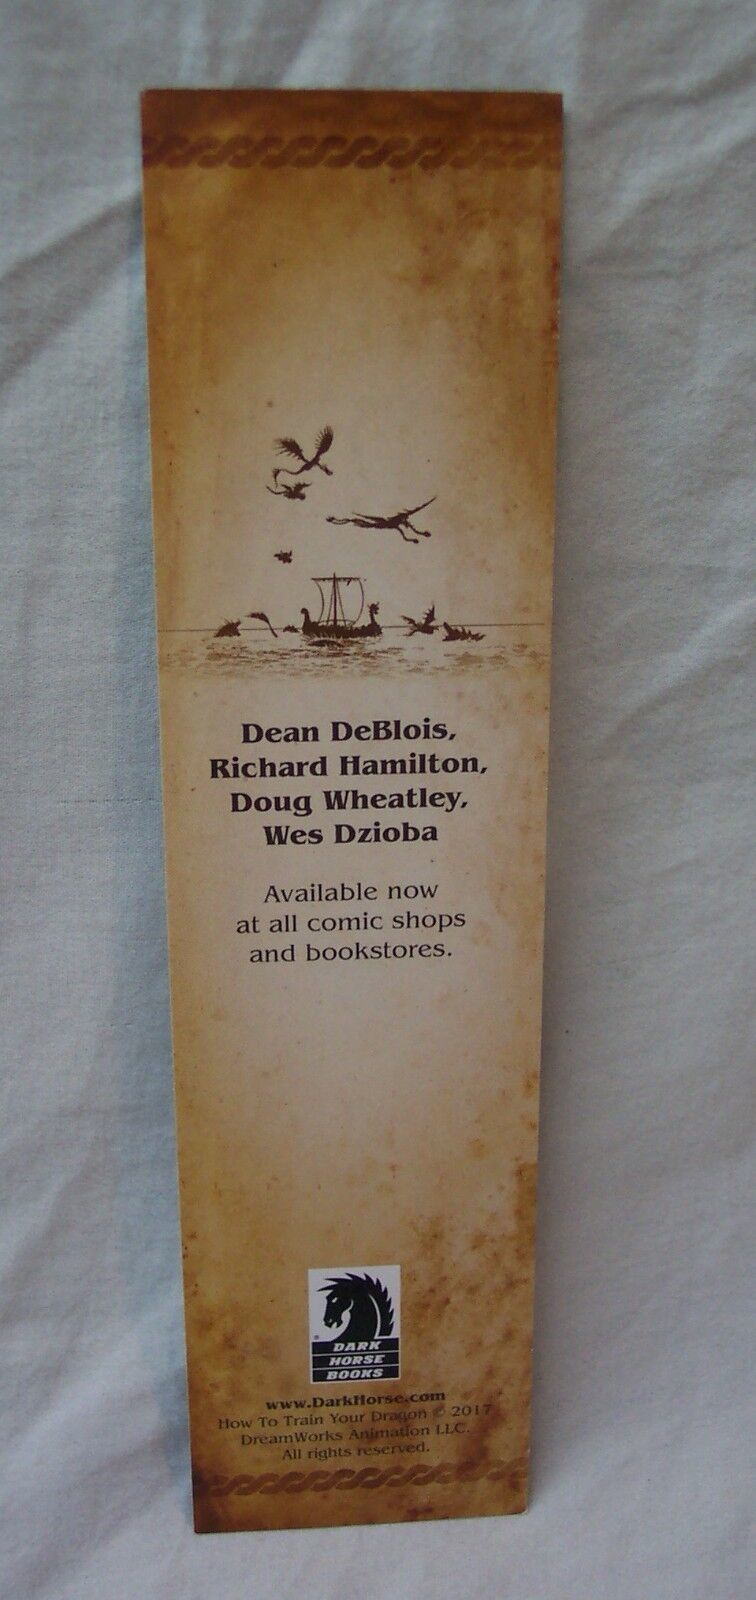 Dean DeBlois,
Richard Hamilton,
Doug Wheatley,
Wes Dzioba
Available now
at all comic shops
and bookstores.
DARK
HORSE
BOOKS
®
www.DarkHorse.com
How To Train Your Dragon © 2017
DreamWorks Animation LLC.
All rights reserved.